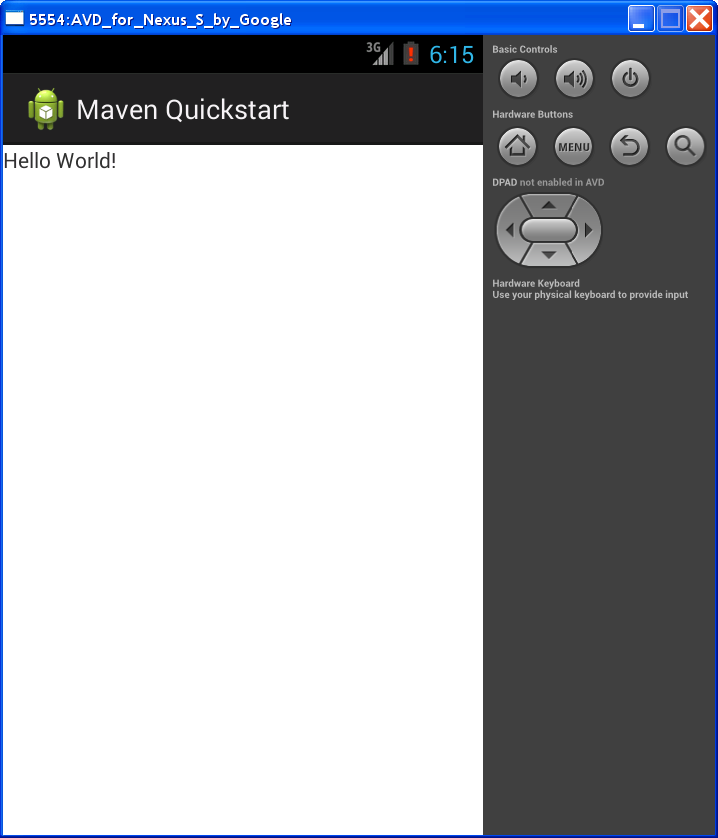 5554:AVD_for_Nexus_S_by_Google
3G 6:15
Maven Quickstart
Hello World!
Basic Controls
Hardware Buttons
MENU
DPAD not enabled in AVD
Hardware Keyboard
Use your physical keyboard to provide input